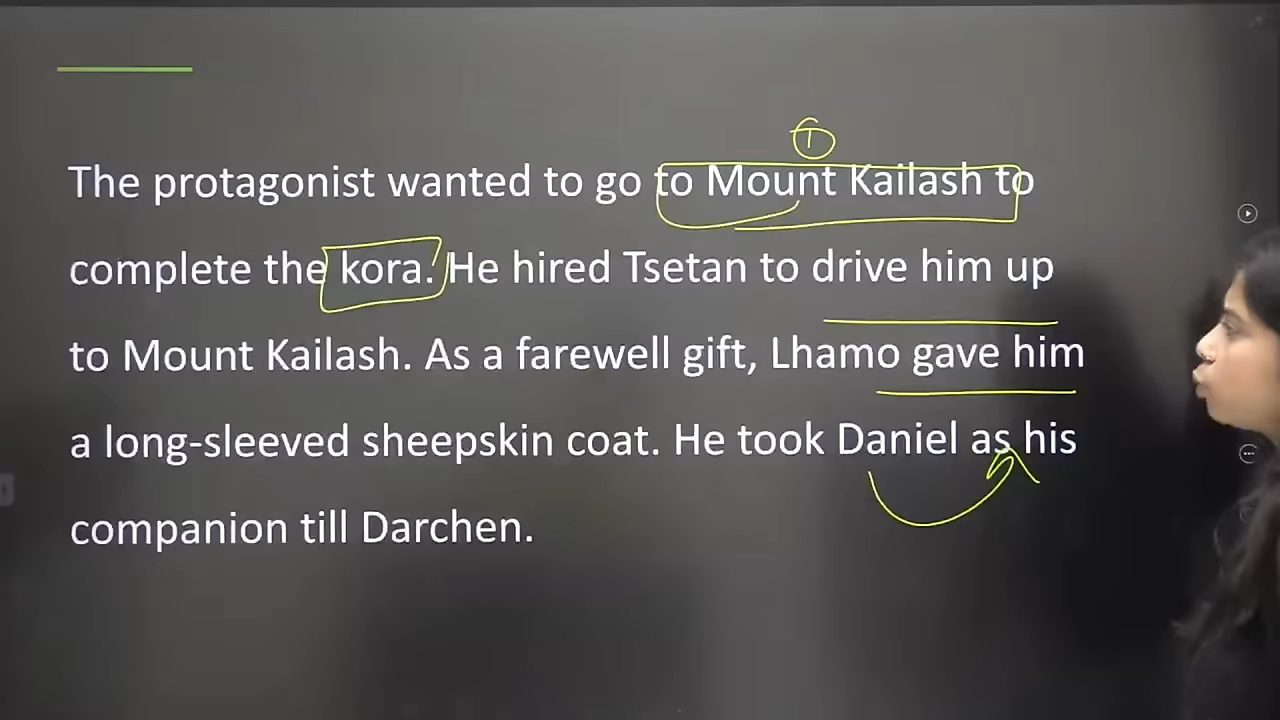 ①
The protagonist wanted to go to Mount Kailash to
complete the kora. He hired Tsetan to drive him up
to Mount Kailash. As a farewell gift, Lhamo gave him
a long-sleeved sheepskin coat. He took Daniel as his
companion till Darchen.